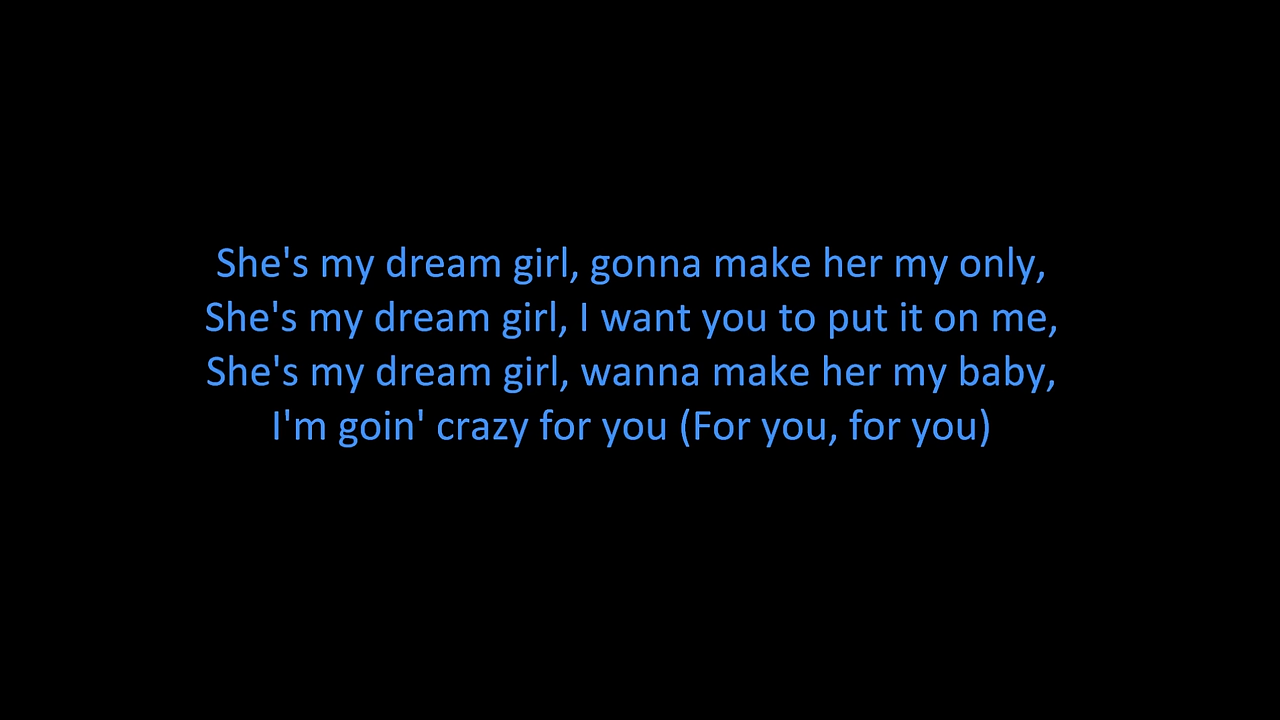 She's my dream girl, gonna make her my only,
She's my dream girl, I want you to put it on me,
She's my dream girl, wanna make her my baby,
I'm goin' crazy for you (For you, for you)